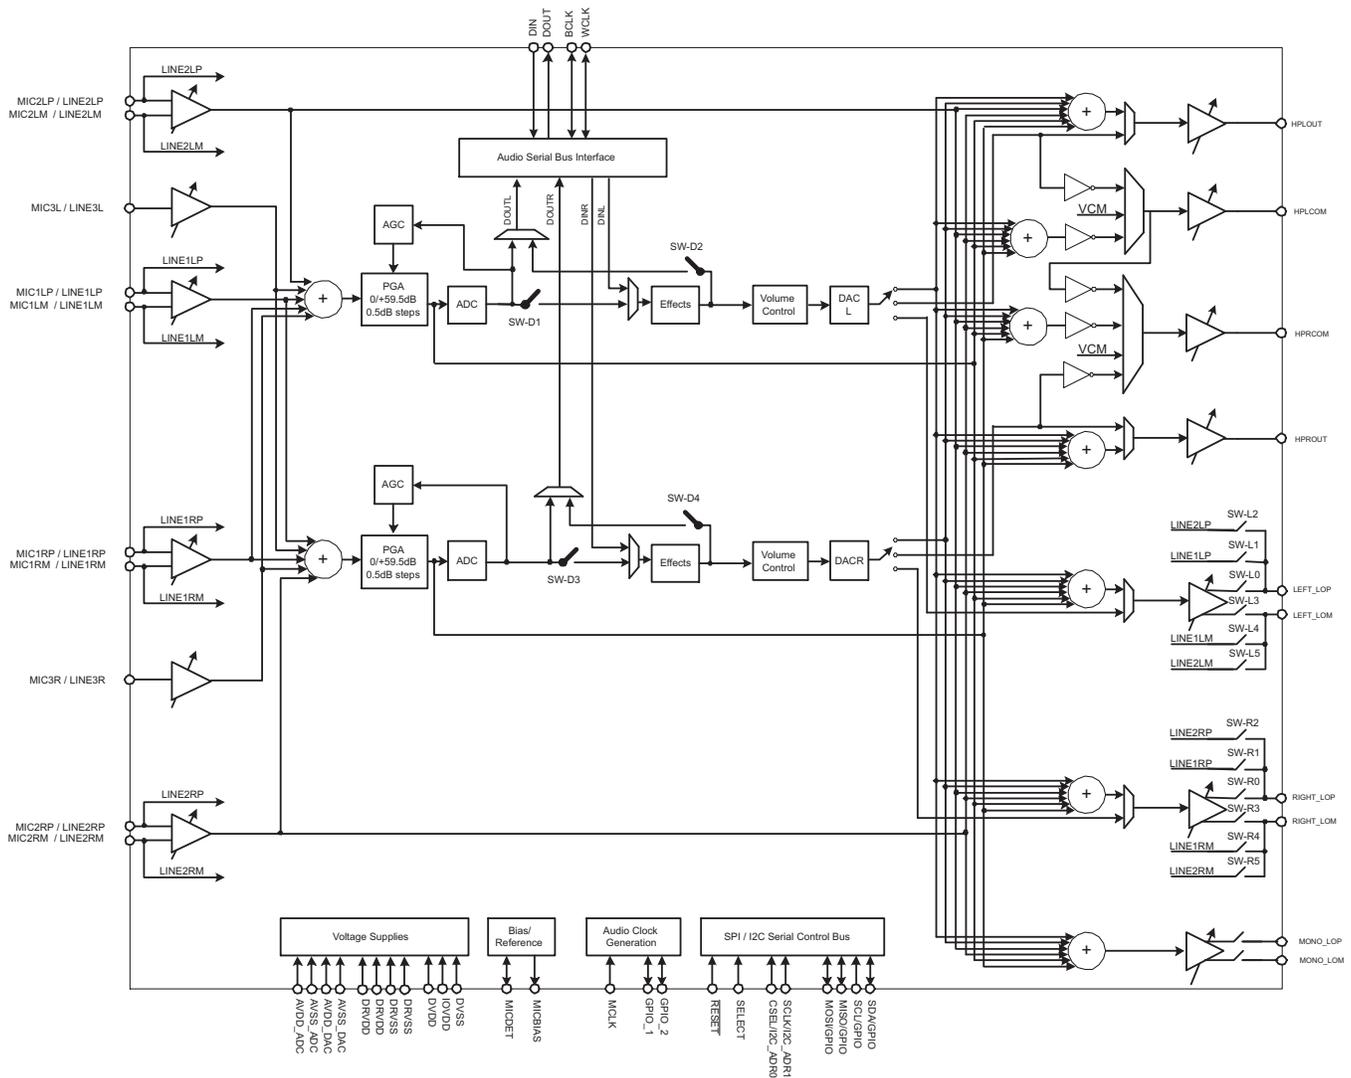 DIN
DOUT
BCLK
WCLK
LINE2LP
MIC2LP / LINE2LP
MIC2LM / LINE2LM
LINE2LM
+
HPLOUT
Audio Serial Bus Interface
DOUTL
DOUTR
DINR
DINL
MIC3L / LINE3L
AGC
SW-D2
VCM
HPLCOM
+
LINE1LP
MIC1LP / LINE1LP
MIC1LM / LINE1LM
LINE1LM
+
PGA
0/+59.5dB
0.5dB steps
ADC
SW-D1
Effects
Volume
Control
DAC
L
+
VCM
HPRCOM
HPROUT
+
AGC
SW-D4
LINE1RP
MIC1RP / LINE1RP
MIC1RM / LINE1RM
LINE1RM
+
PGA
0/+59.5dB
0.5dB steps
ADC
SW-D3
Effects
Volume
Control
DACR
+
SW-L2
LINE2LP
SW-L1
LINE1LP
SW-L0
LEFT_LOP
SW-L3
LEFT_LOM
SW-L4
LINE1LM
SW-L5
LINE2LM
MIC3R / LINE3R
SW-R2
LINE2RP
SW-R1
LINE1RP
SW-R0
RIGHT_LOP
SW-R3
RIGHT_LOM
SW-R4
LINE1RM
SW-R5
LINE2RM
+
LINE2RP
MIC2RP / LINE2RP
MIC2RM / LINE2RM
LINE2RM
Voltage Supplies
Bias/
Reference
Audio Clock
Generation
SPI / I2C Serial Control Bus
+
MONO_LOP
MONO_LOM
AVDD_ADC
AVSS_ADC
AVDD_DAC
AVSS_DAC
DRVDD
DRVDD
DRVSS
DRVSS
DVDD
IOVDD
DVSS
MICDET
MICBIAS
MCLK
GPIO_1
GPIO_2
RESET
SELECT
CSEL/I2C_ADR0
SCLK/I2C_ADR1
MOSI/GPIO
MISO/GPIO
SCL/GPIO
SDA/GPIO